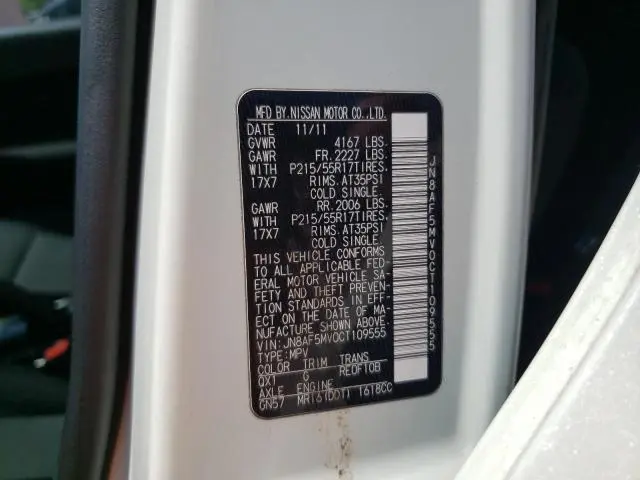 MFD BY.NISSAN MOTOR CO.,LTD.
DATE 11/11
GVWR 4167 LBS.
GAWR FR.2227 LBS.
WITH P215/55R17TIRES.
17X7 RIMS.AT35PSI
COLD SINGLE.
GAWR RR.2006 LBS.
WITH P215/55R17TIRES.
17X7 RIMS.AT35PSI
COLD SINGLE.
THIS VEHICLE CONFORMS
TO ALL APPLICABLE FED-
ERAL MOTOR VEHICLE SA-
FETY AND THEFT PREVEN-
TION STANDARDS IN EFF-
ECT ON THE DATE OF MA-
NUFACTURE SHOWN ABOVE.
VIN:JN8AF5MV0CT109555
TYPE:MPV
COLOR TRIM TRANS
QX1 G RE0F10B
AXLE ENGINE
GN57 MR16(DDT) 1618CC
JN8AF5MV0CT109555